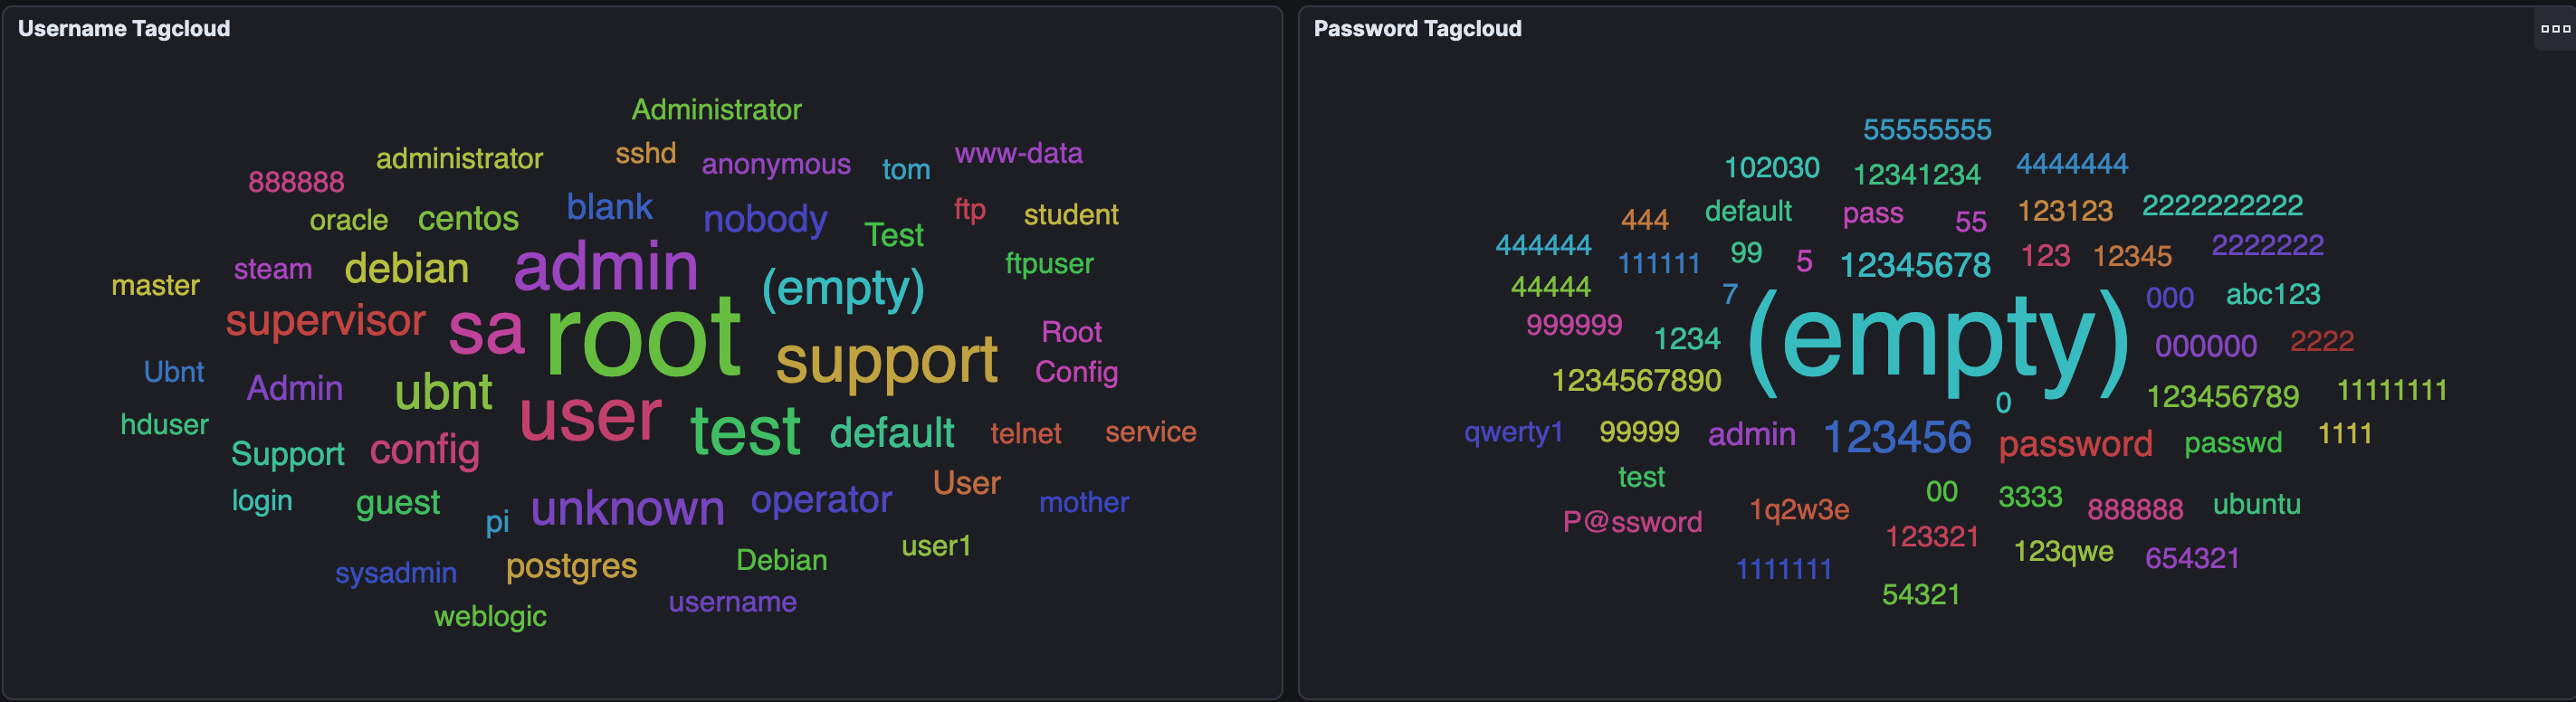 Username Tagcloud
Administrator
administrator sshd anonymous tom www-data
888888
oracle centos blank nobody Test ftp student
master steam debian admin (empty) ftpuser
supervisor sa root support Root
Ubnt Admin ubnt Config
hduser user test default telnet service
Support config
login guest pi unknown operator User mother
sysadmin postgres Debian user1
weblogic username
Password Tagcloud
55555555
102030 12341234 4444444
444 default pass 55 123123 2222222222
444444 111111 99 5 12345678 123 12345 2222222
44444 7 000 abc123
999999 1234 (empty) 000000 2222
1234567890 0 123456789 11111111
qwerty1 99999 admin 123456 password passwd 1111
test
P@ssword 1q2w3e 00 3333 888888 ubuntu
123321 123qwe 654321
1111111
54321